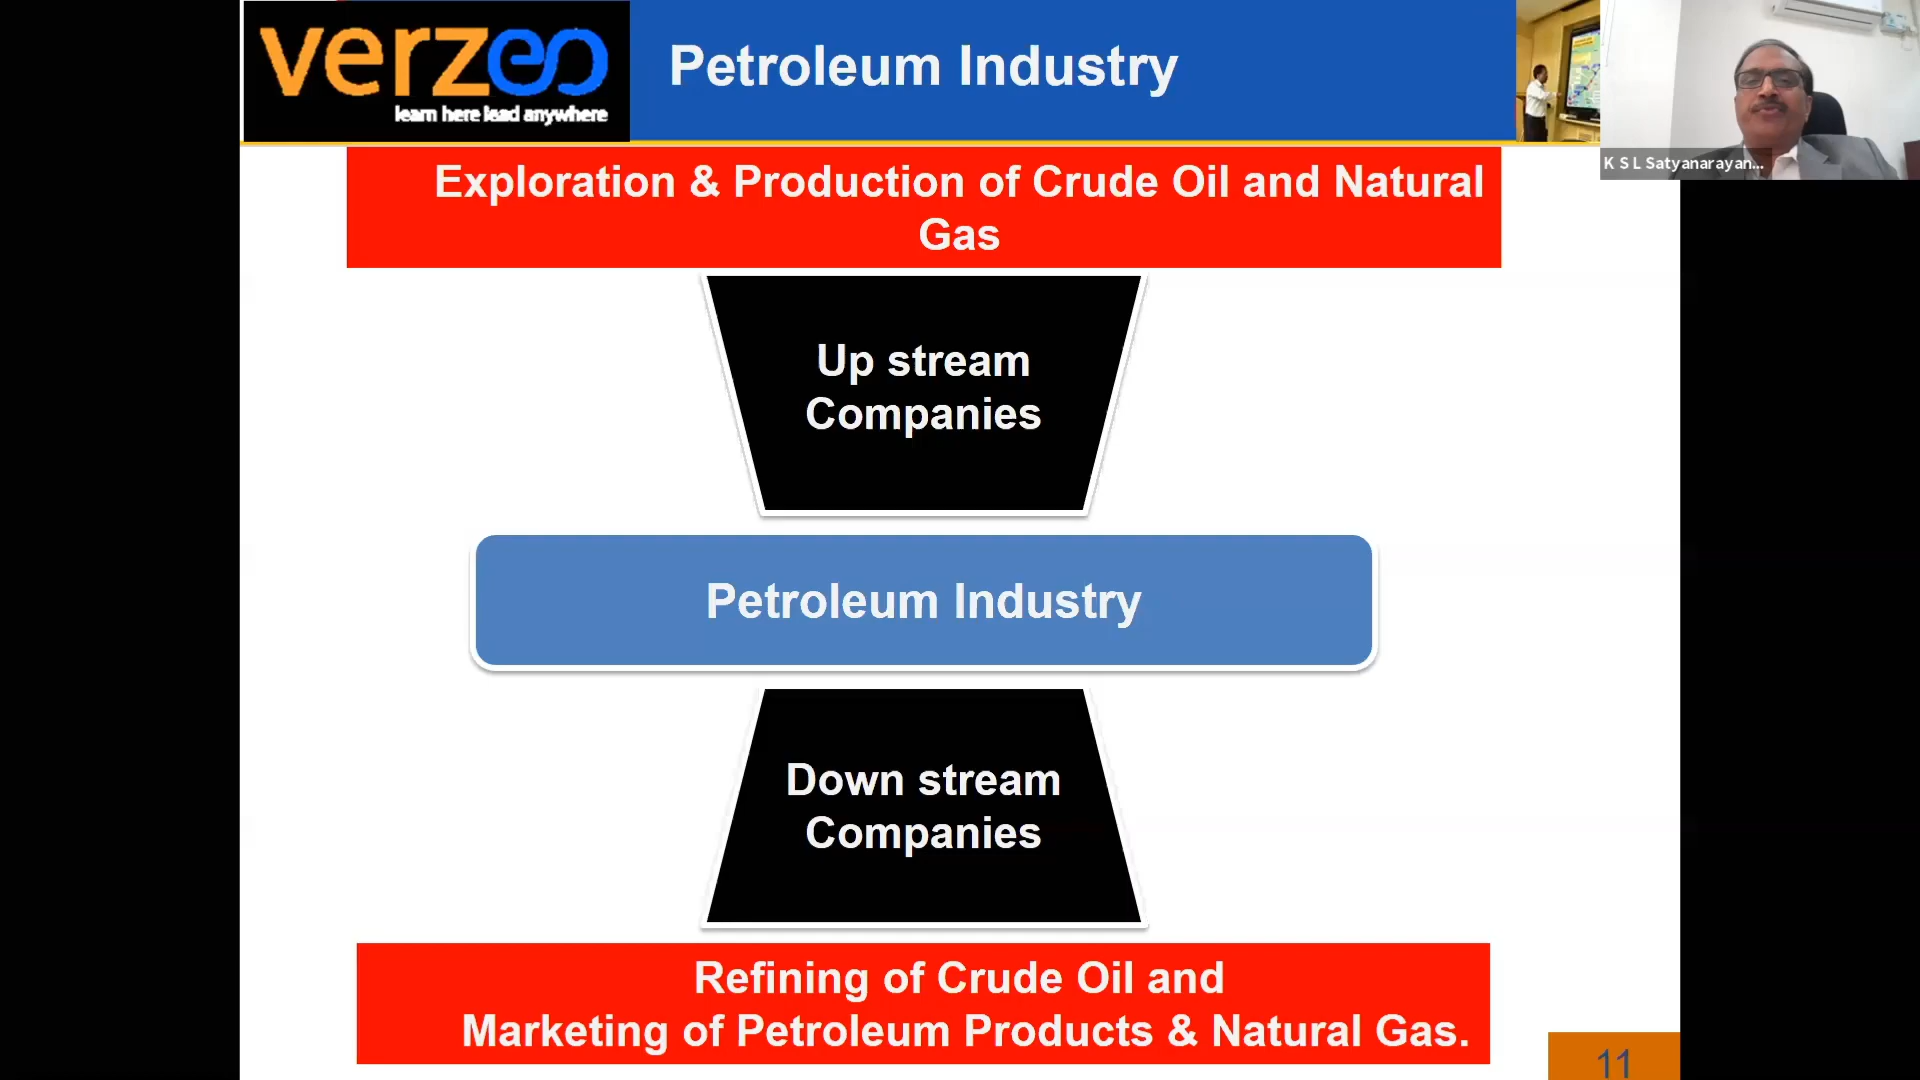 verzeo
learn here lead anywhere
Petroleum Industry
K S L Satyanarayan...
Exploration & Production of Crude Oil and Natural
Gas
Up stream
Companies
Petroleum Industry
Down stream
Companies
Refining of Crude Oil and
Marketing of Petroleum Products & Natural Gas.
11